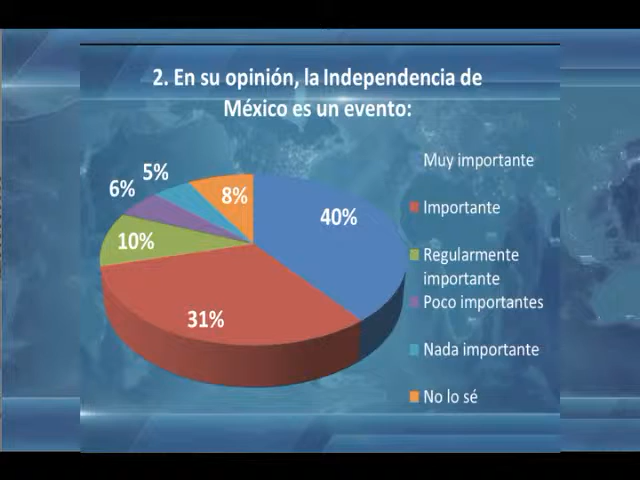 2. En su opinión, la Independencia de
México es un evento:
Muy importante
Importante
Regularmente
importante
Poco importantes
Nada importante
No lo sé
40%
31%
10%
6%
5%
8%